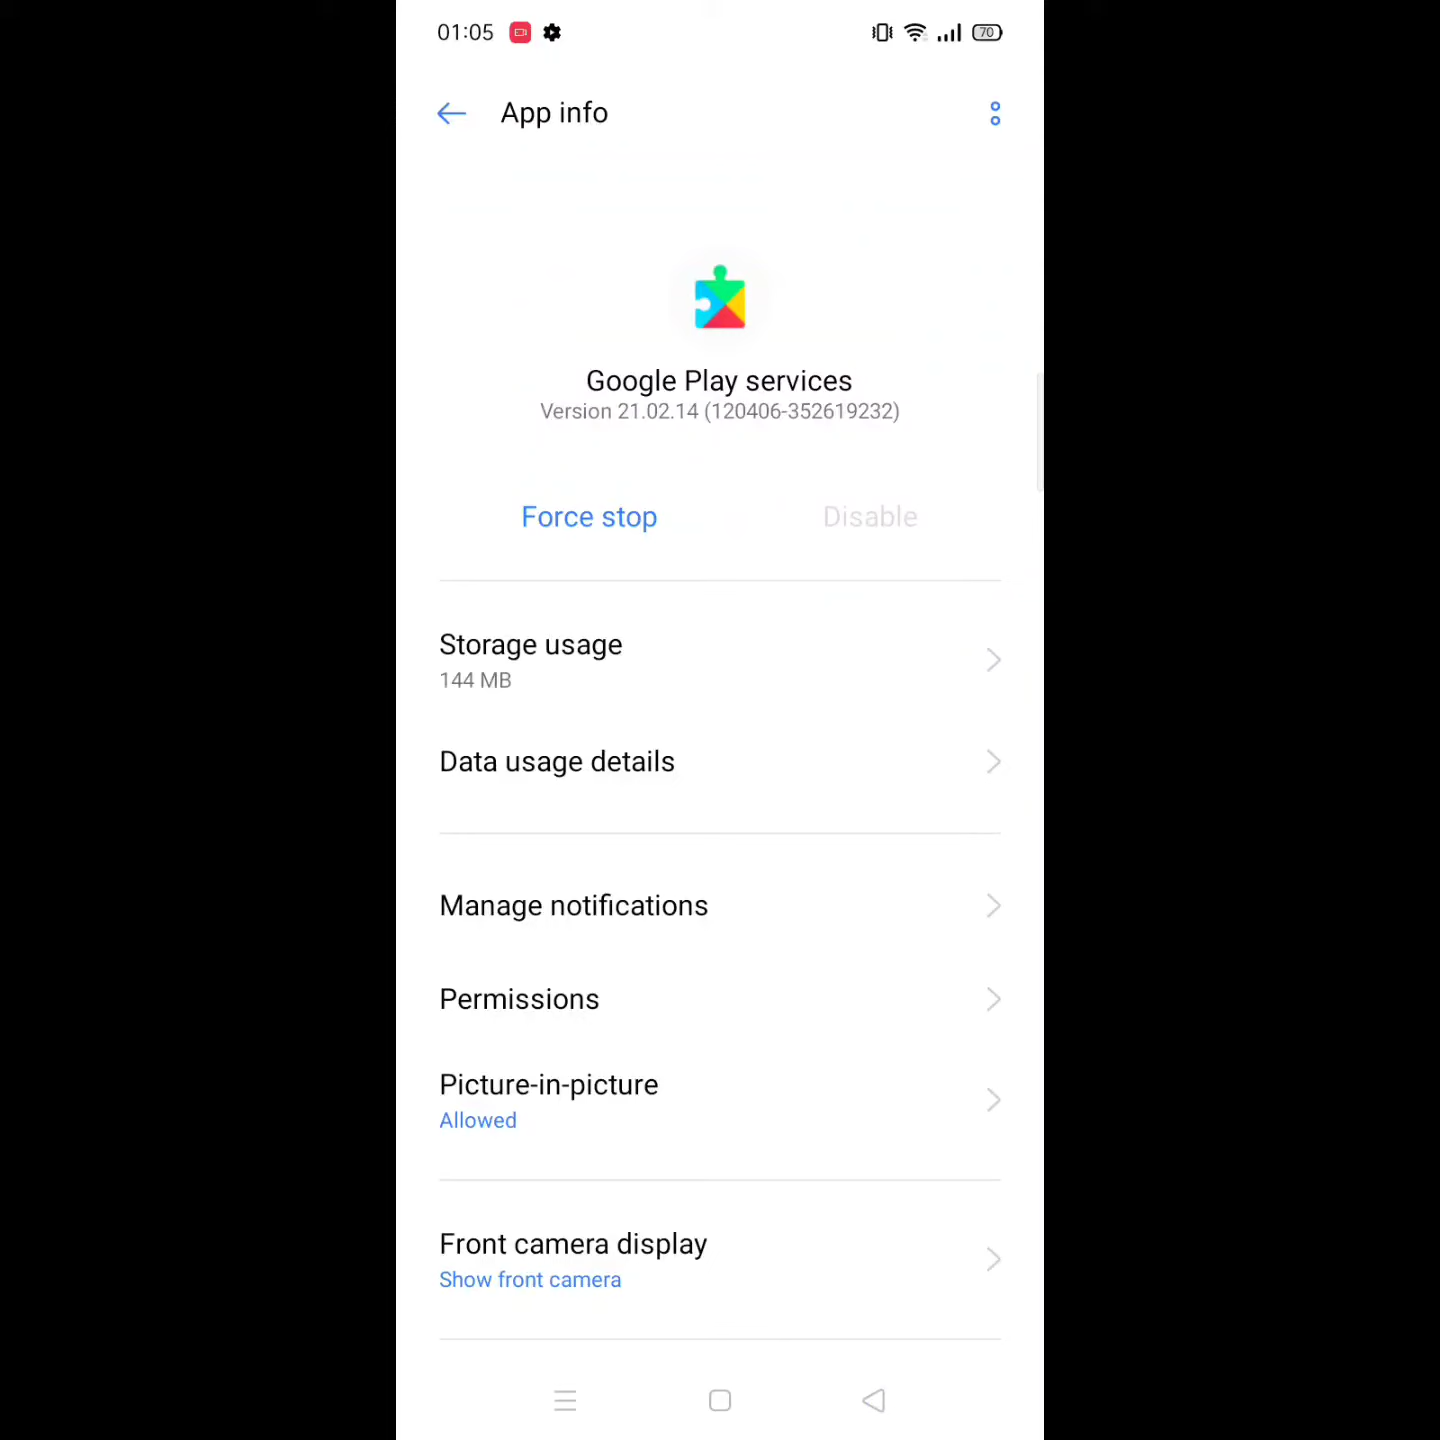 01:05
70
App info
Google Play services
Version 21.02.14 (120406-352619232)
Force stop
Disable
Storage usage
144 MB
Data usage details
Manage notifications
Permissions
Picture-in-picture
Allowed
Front camera display
Show front camera